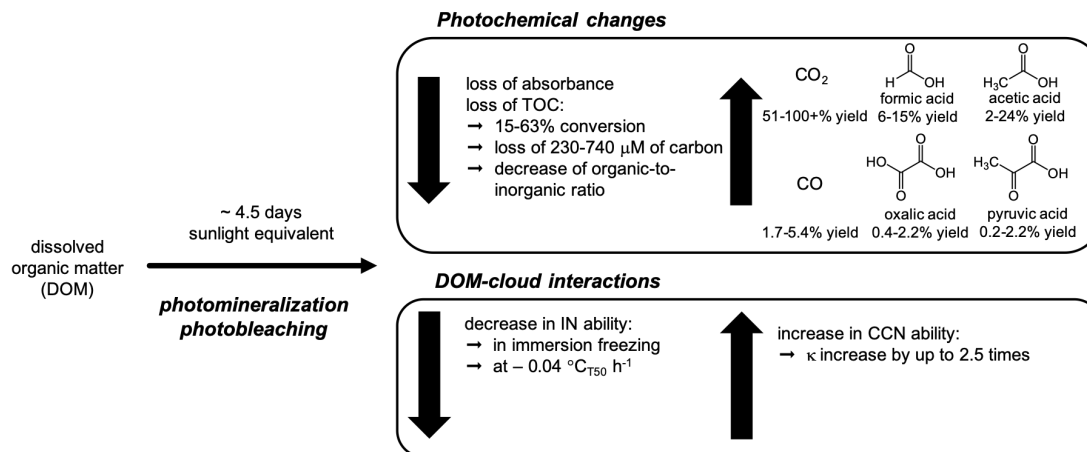 Photochemical changes
loss of absorbance
loss of TOC:
→ 15-63% conversion
→ loss of 230-740 μM of carbon
→ decrease of organic-to-
inorganic ratio
CO₂
51-100+% yield
O
H
OH
formic acid
6-15% yield
O
H₃C
OH
acetic acid
2-24% yield
CO
1.7-5.4% yield
O
HO
OH
O
oxalic acid
0.4-2.2% yield
O
H₃C
OH
O
pyruvic acid
0.2-2.2% yield
dissolved
organic matter
(DOM)
~ 4.5 days
sunlight equivalent
photomineralization
photobleaching
DOM-cloud interactions
decrease in IN ability:
→ in immersion freezing
→ at – 0.04 °C_T50 h⁻¹
increase in CCN ability:
→ κ increase by up to 2.5 times